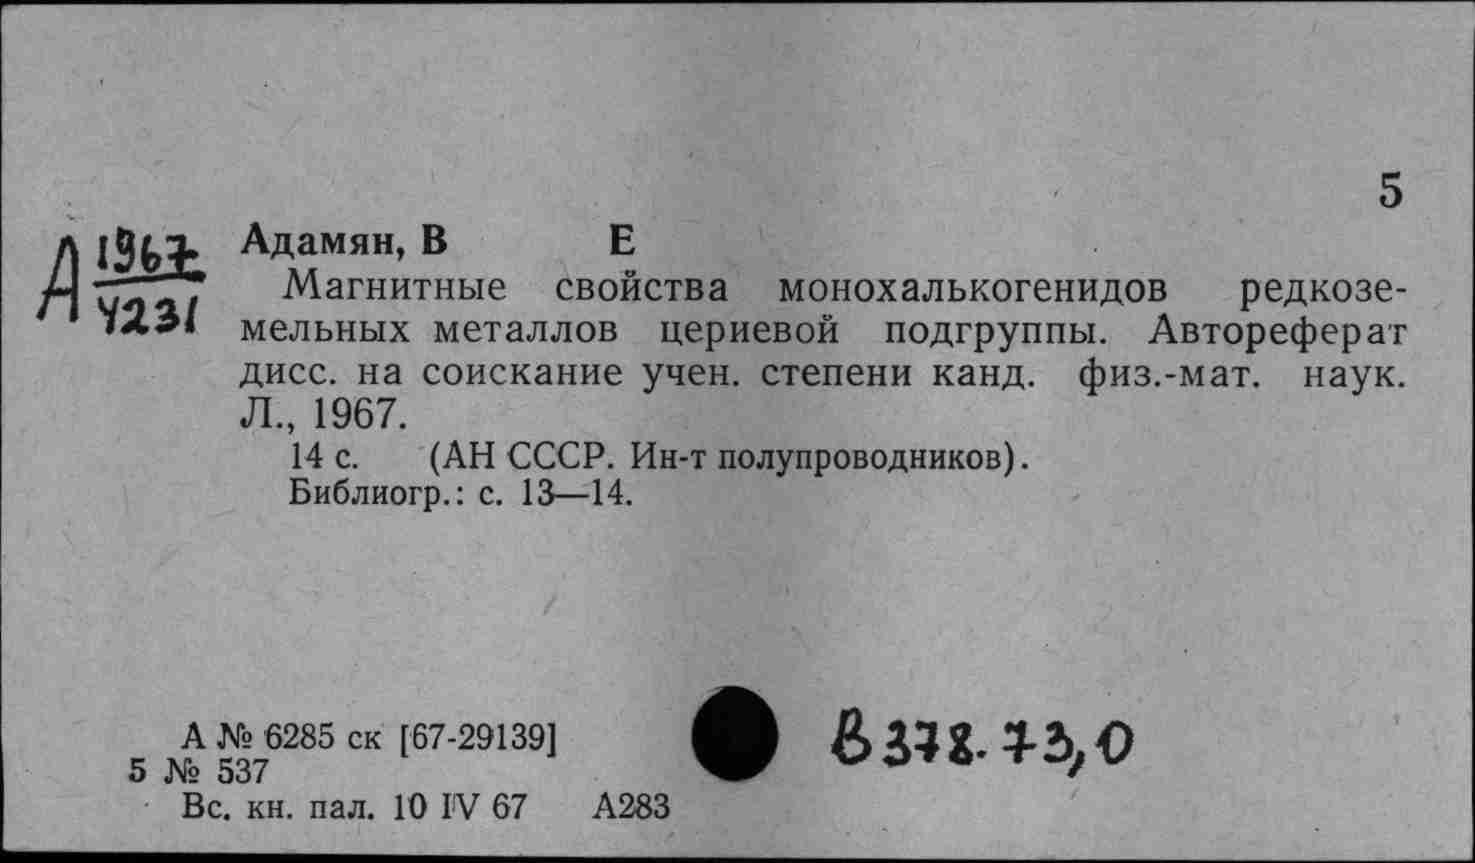 5
А 1967
4231
Адамян, В Е
Магнитные свойства монохалькогенидов редкозе-
мельных металлов цериевой подгруппы. Автореферат
дисс. на соискание учен. степени канд. физ.-мат. наук.
Л., 1967.
14 с. (АН СССР. Ин-т полупроводников).
Библиогр.: с. 13—14.
А № 6285 ск [67-29139]
5 № 537
Вс. кн. пал. 10 IV 67 А283
В378.73,0